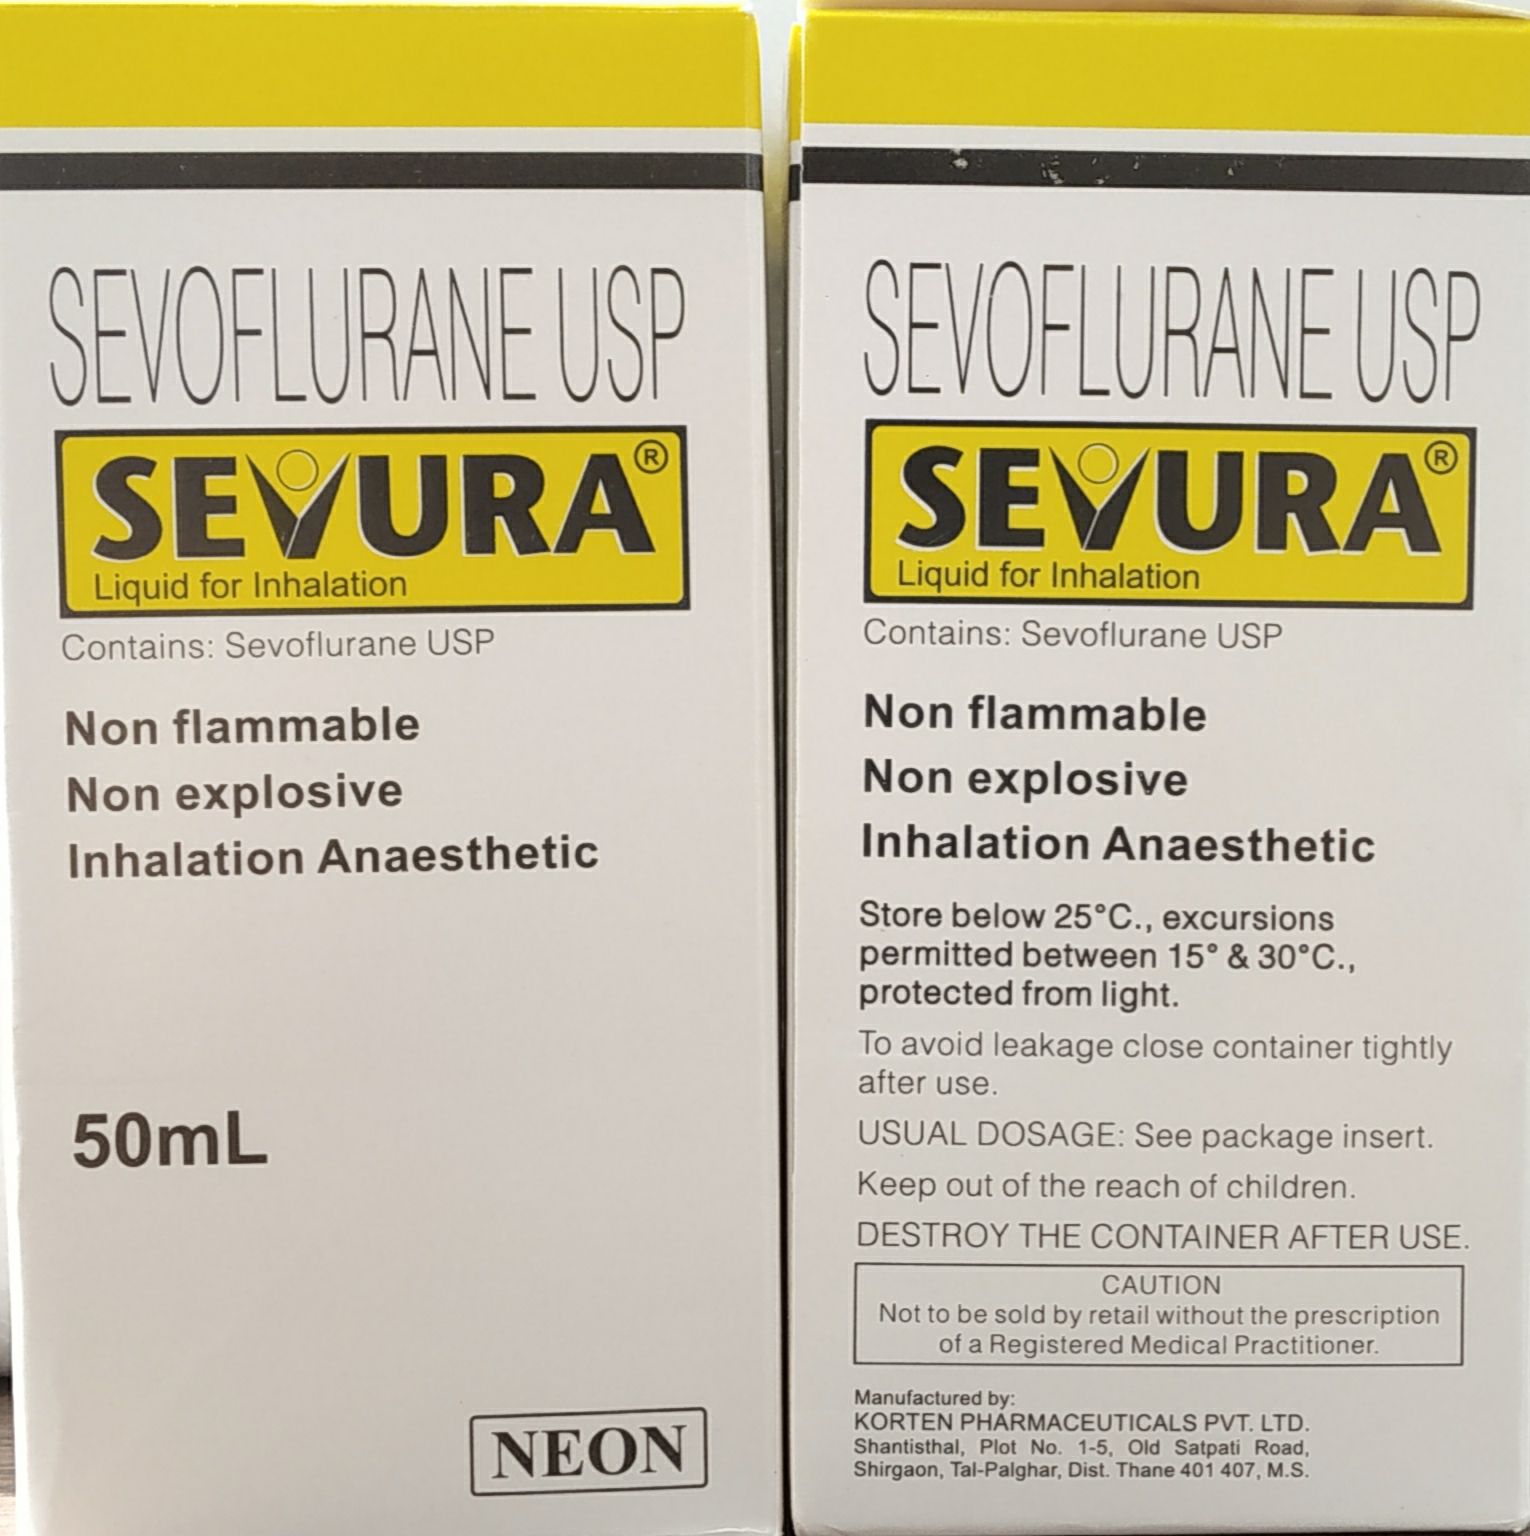 SEVOFLURANE USP
SEVURA®
Liquid for Inhalation
Contains: Sevoflurane USP
Non flammable
Non explosive
Inhalation Anaesthetic
50mL
NEON
SEVOFLURANE USP
SEVURA®
Liquid for Inhalation
Contains: Sevoflurane USP
Non flammable
Non explosive
Inhalation Anaesthetic
Store below 25°C., excursions
permitted between 15° & 30°C.,
protected from light.
To avoid leakage close container tightly
after use.
USUAL DOSAGE: See package insert.
Keep out of the reach of children.
DESTROY THE CONTAINER AFTER USE.
CAUTION
Not to be sold by retail without the prescription
of a Registered Medical Practitioner.
Manufactured by:
KORTEN PHARMACEUTICALS PVT. LTD.
Shantisthal, Plot No. 1-5, Old Satpati Road,
Shirgaon, Tal-Palghar, Dist. Thane 401 407, M.S.